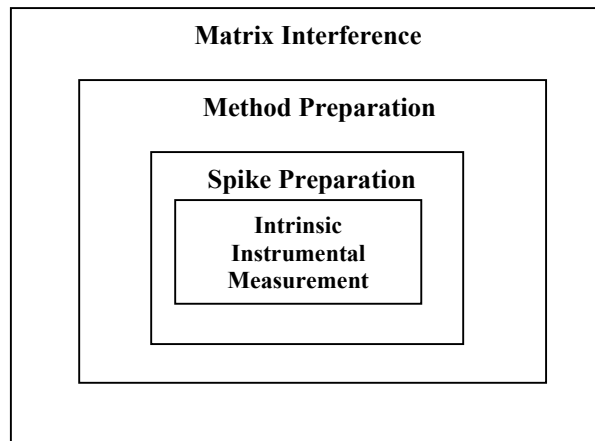 Matrix Interference
Method Preparation
Spike Preparation
Intrinsic
Instrumental
Measurement